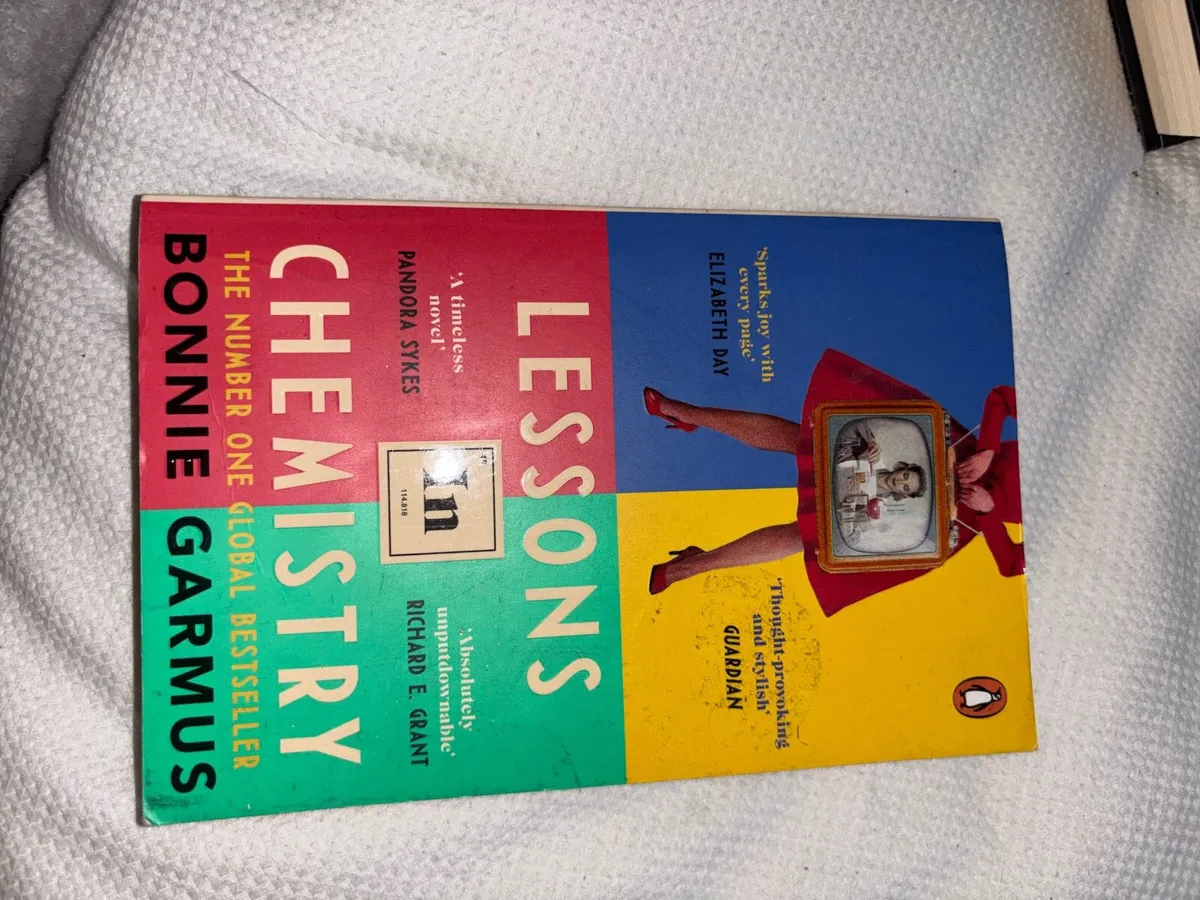 'Sparks joy with
every page'
ELIZABETH DAY
'Thought-provoking
and stylish'
GUARDIAN
LESSONS
'A timeless
novel'
PANDORA SYKES
49
In
114.818
'Absolutely
unputdownable'
RICHARD E. GRANT
CHEMISTRY
THE NUMBER ONE GLOBAL BESTSELLER
BONNIE GARMUS